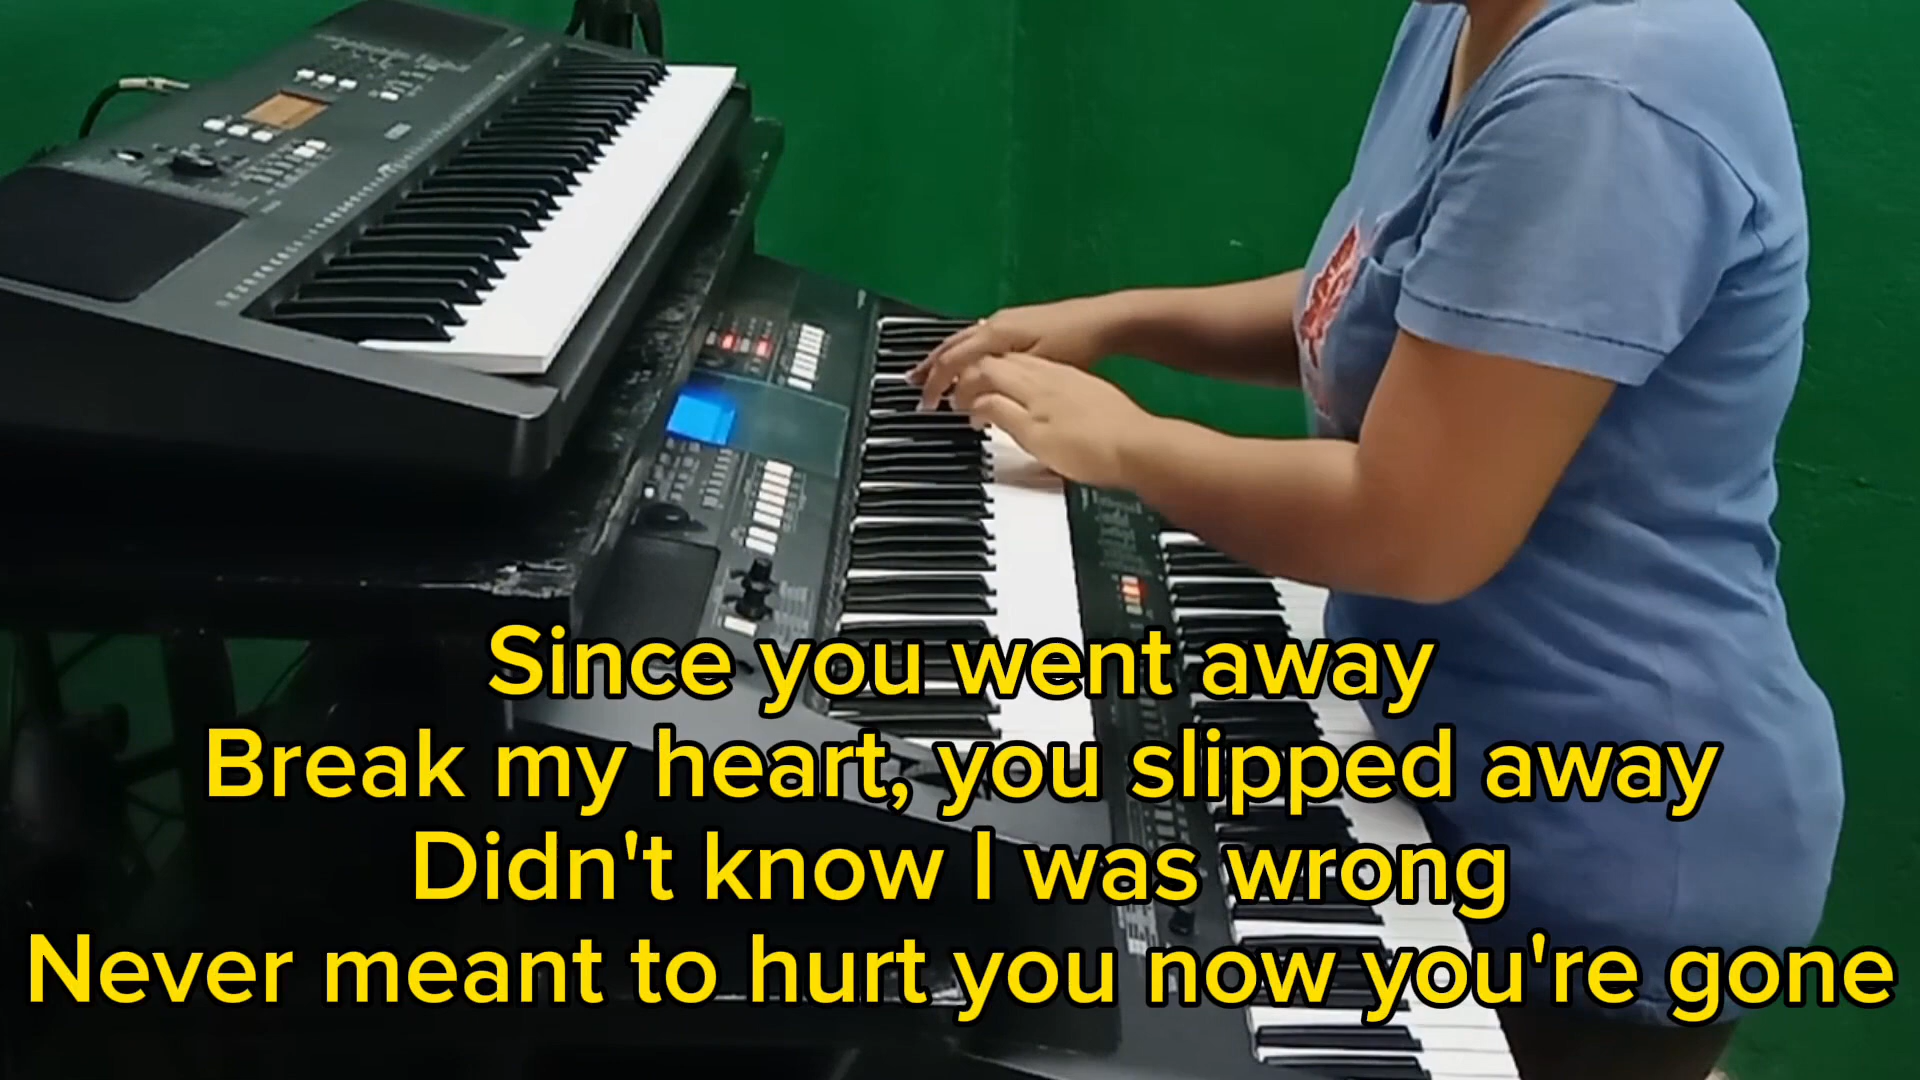 Since you went away
Break my heart, you slipped away
Didn't know I was wrong
Never meant to hurt you now you're gone